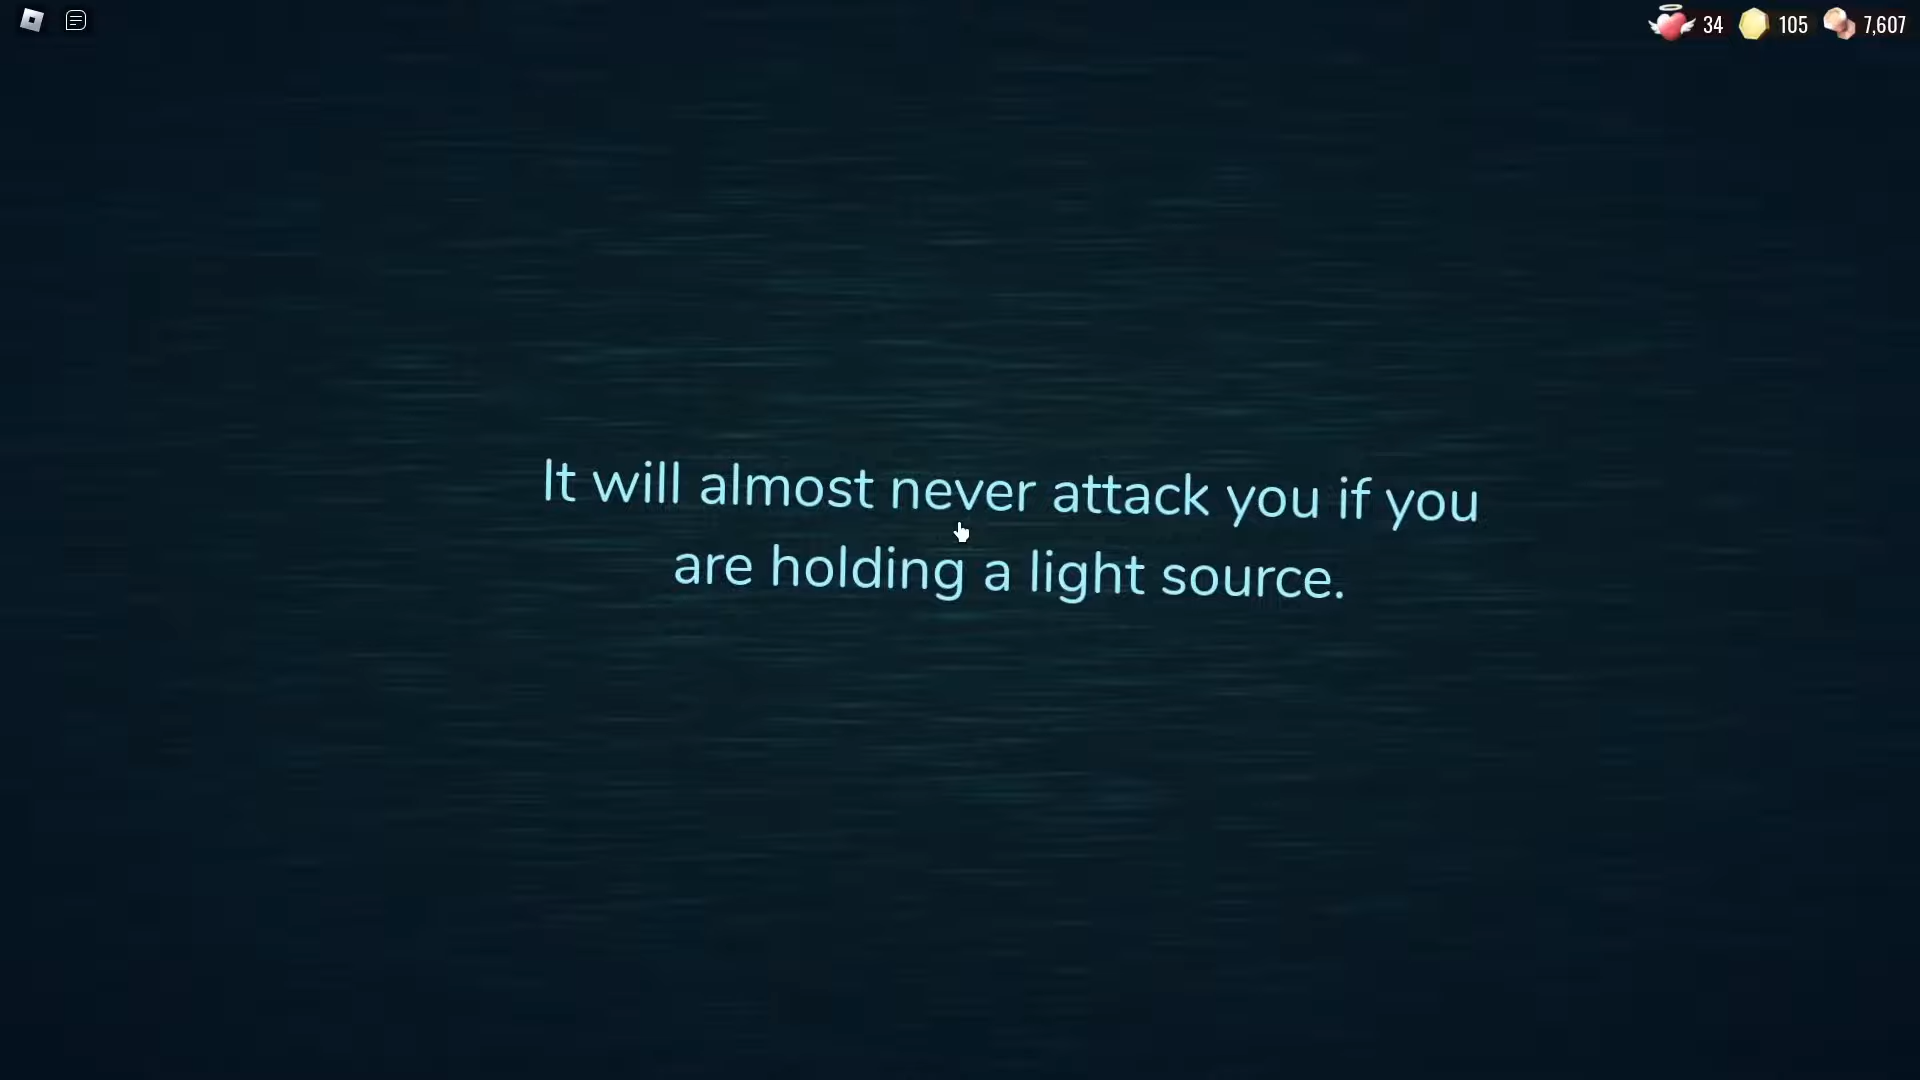 34 105 7,607
It will almost never attack you if you
are holding a light source.